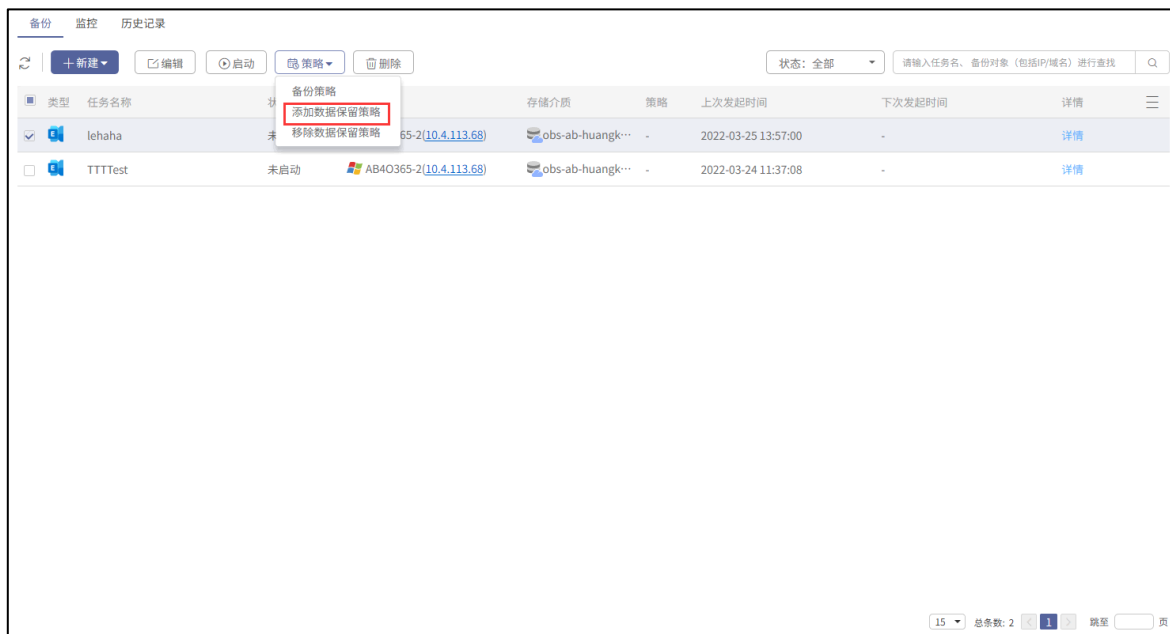 备份 监控 历史记录
新建 编辑 启动 策略 删除 状态：全部 请输入任务名、备份对象（包括IP/域名）进行查找
备份策略
添加数据保留策略
移除数据保留策略
类型 任务名称 状 存储介质 策略 上次发起时间 下次发起时间 详情
lehaha 未 65-2(10.4.113.68) obs-ab-huangk··· - 2022-03-25 13:57:00 - 详情
TTTTest 未启动 AB4O365-2(10.4.113.68) obs-ab-huangk··· - 2022-03-24 11:37:08 - 详情
15 总条数: 2 < 1 > 跳至 页